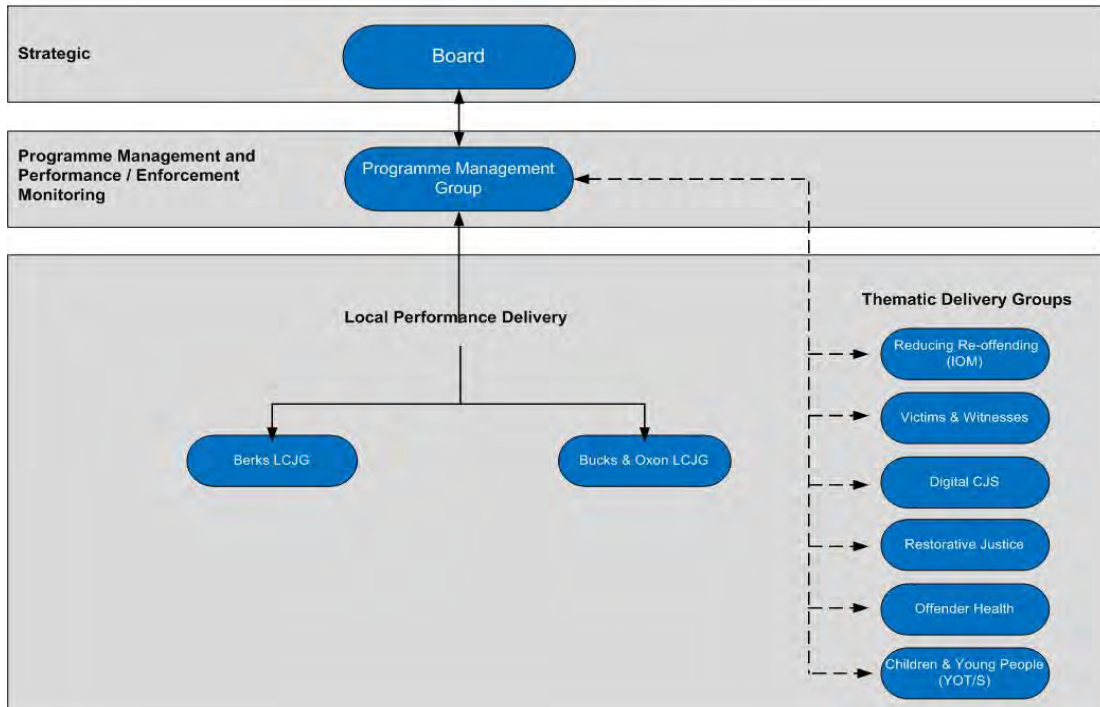 Strategic
Board
Programme Management and
Performance / Enforcement
Monitoring
Programme Management
Group
Local Performance Delivery
Berks LCJG
Bucks & Oxon LCJG
Thematic Delivery Groups
Reducing Re-offending
(IOM)
Victims & Witnesses
Digital CJS
Restorative Justice
Offender Health
Children & Young People
(YOT/S)